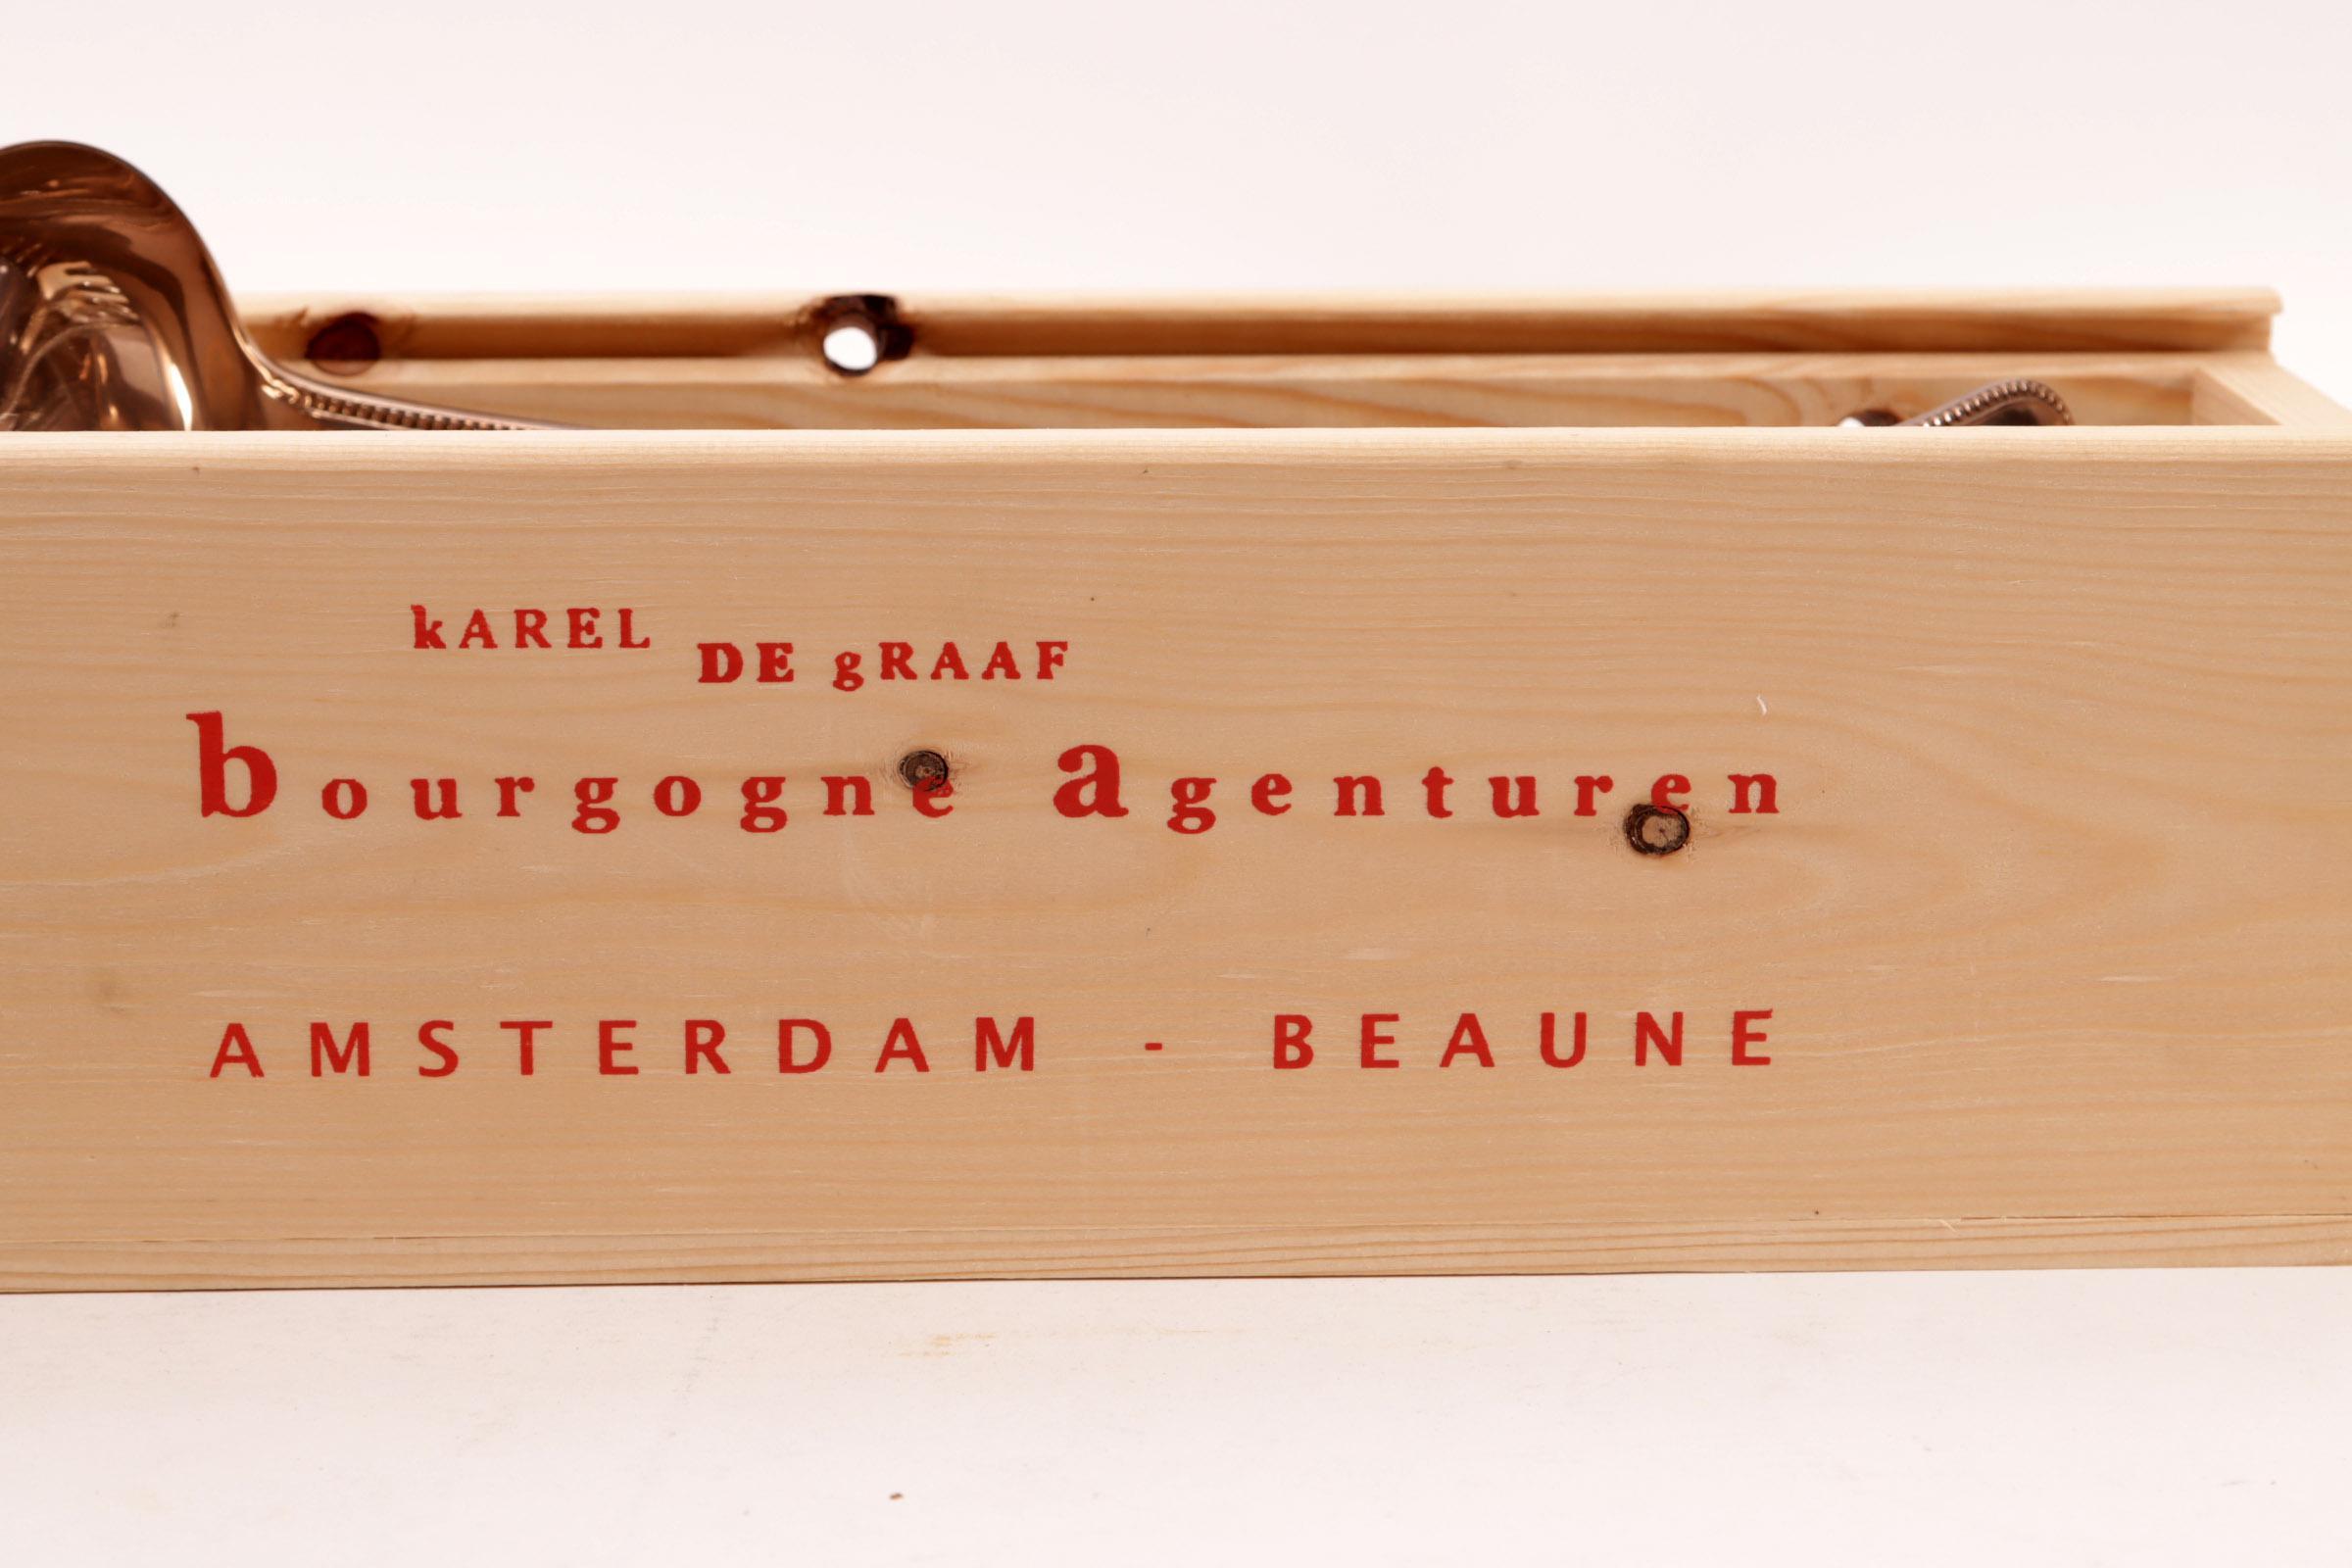 kAREL DE gRAAF
bourgogne agenturen
AMSTERDAM - BEAUNE